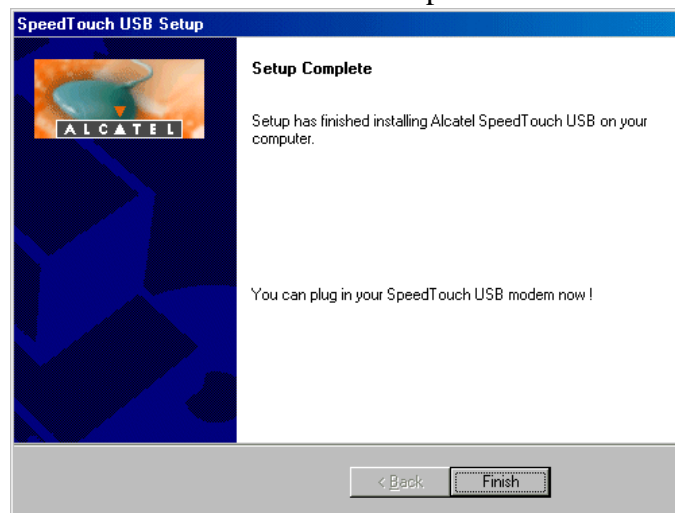 SpeedTouch USB Setup
Setup Complete
ALCATEL
Setup has finished installing Alcatel SpeedTouch USB on your
computer.
You can plug in your SpeedTouch USB modem now !
< Back
Finish